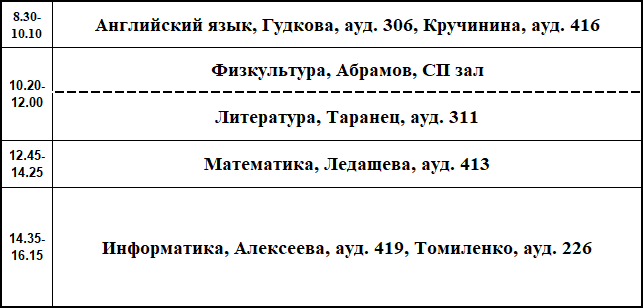 8.30-
10.10
Английский язык, Гудкова, ауд. 306, Кручинина, ауд. 416
10.20-
12.00
Физкультура, Абрамов, СП зал
Литература, Таранец, ауд. 311
12.45-
14.25
Математика, Ледащева, ауд. 413
14.35-
16.15
Информатика, Алексеева, ауд. 419, Томиленко, ауд. 226